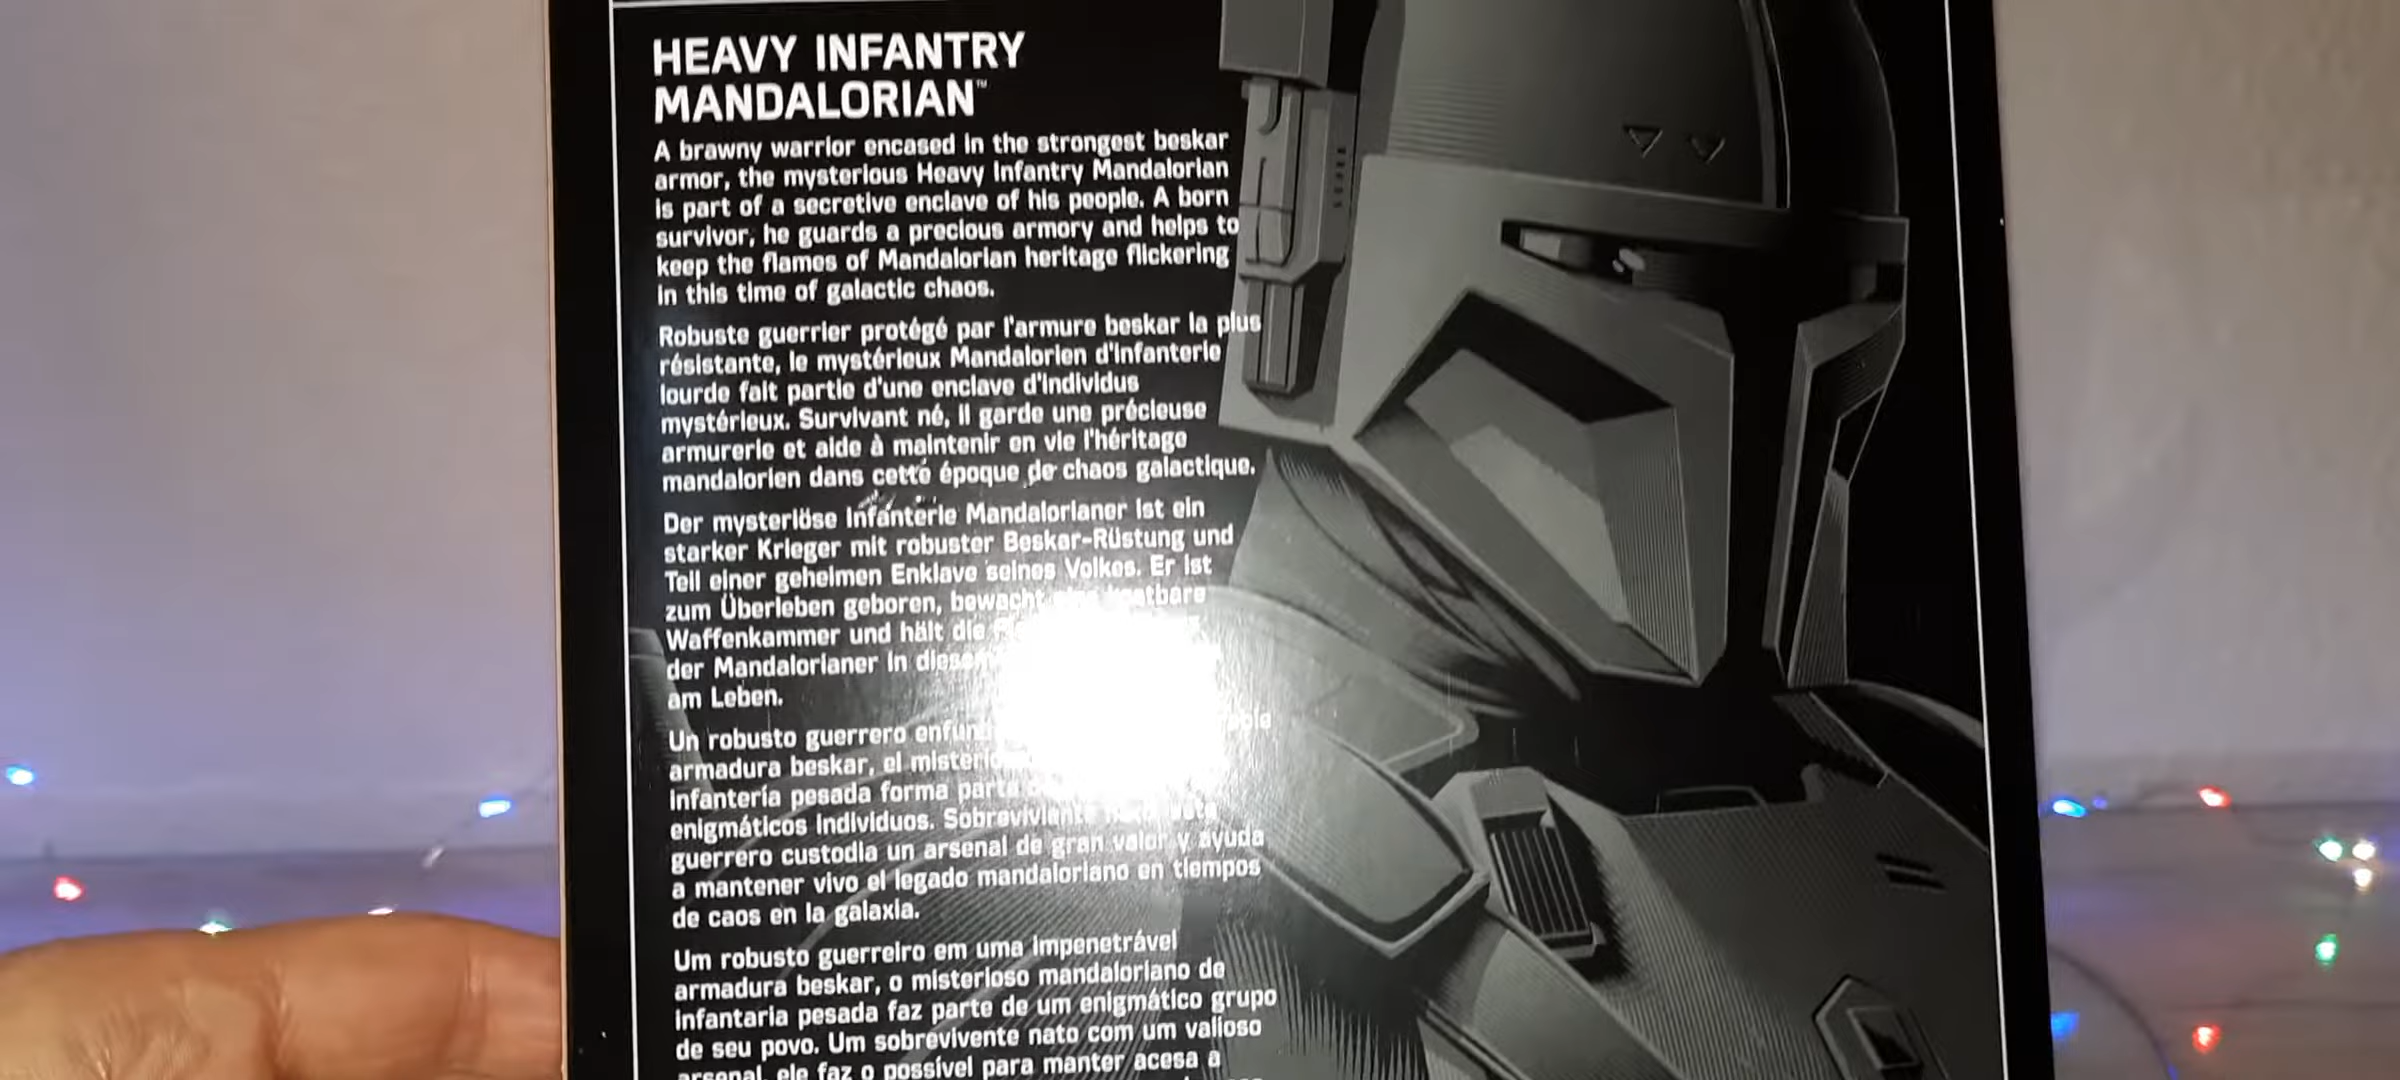 HEAVY INFANTRY
MANDALORIAN™
A brawny warrior encased in the strongest beskar
armor, the mysterious Heavy Infantry Mandalorian
is part of a secretive enclave of his people. A born
survivor, he guards a precious armory and helps to
keep the flames of Mandalorian heritage flickering
in this time of galactic chaos.
Robuste guerrier protégé par l'armure beskar la plus
résistante, le mystérieux Mandalorien d'infanterie
lourde fait partie d'une enclave d'individus
mystérieux. Survivant né, il garde une précieuse
armurerie et aide à maintenir en vie l'héritage
mandalorien dans cette époque de chaos galactique.
Der mysteriöse Infanterie Mandalorianer ist ein
starker Krieger mit robuster Beskar-Rüstung und
Teil einer geheimen Enklave seines Volkes. Er ist
zum Überleben geboren, bewacht
Waffenkammer und hält die
der Mandalorianer in diesem
am Leben.
Un robusto guerrero
armadura beskar, el
infantería pesada forma parte
enigmáticos individuos.
guerrero custodia un arsenal de gran valor y ayuda
a mantener vivo el legado mandaloriano en tiempos
de caos en la galaxia.
Um robusto guerreiro em uma impenetrável
armadura beskar, o misterioso mandaloriano de
infantaria pesada faz parte de um enigmático grupo
de seu povo. Um sobrevivente nato com um valioso
arsenal, ele faz o possível para manter acesa a